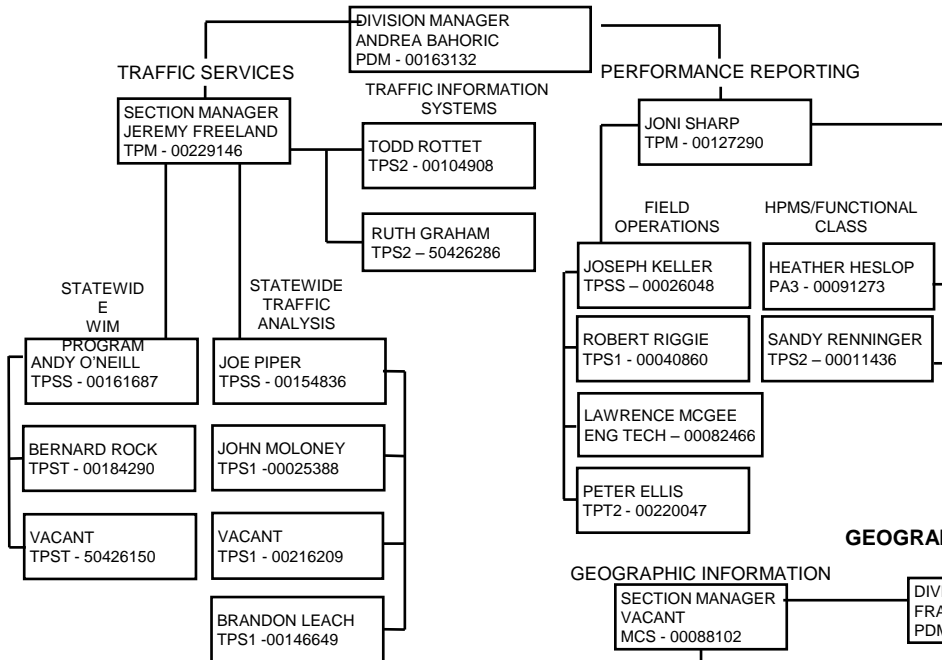 DIVISION MANAGER
ANDREA BAHORIC
PDM - 00163132
TRAFFIC SERVICES
SECTION MANAGER
JEREMY FREELAND
TPM - 00229146
TRAFFIC INFORMATION
SYSTEMS
TODD ROTTET
TPS2 - 00104908
RUTH GRAHAM
TPS2 – 50426286
STATEWID
E
WIM
PROGRAM
ANDY O’NEILL
TPSS - 00161687
BERNARD ROCK
TPST - 00184290
VACANT
TPST - 50426150
STATEWIDE
TRAFFIC
ANALYSIS
JOE PIPER
TPSS - 00154836
JOHN MOLONEY
TPS1 -00025388
VACANT
TPS1 - 00216209
BRANDON LEACH
TPS1 -00146649
PERFORMANCE REPORTING
JONI SHARP
TPM - 00127290
FIELD
OPERATIONS
JOSEPH KELLER
TPSS – 00026048
ROBERT RIGGIE
TPS1 - 00040860
LAWRENCE MCGEE
ENG TECH – 00082466
PETER ELLIS
TPT2 - 00220047
HPMS/FUNCTIONAL
CLASS
HEATHER HESLOP
PA3 - 00091273
SANDY RENNINGER
TPS2 – 00011436
GEOGRAPHIC INFORMATION
SECTION MANAGER
VACANT
MCS - 00088102
PDM